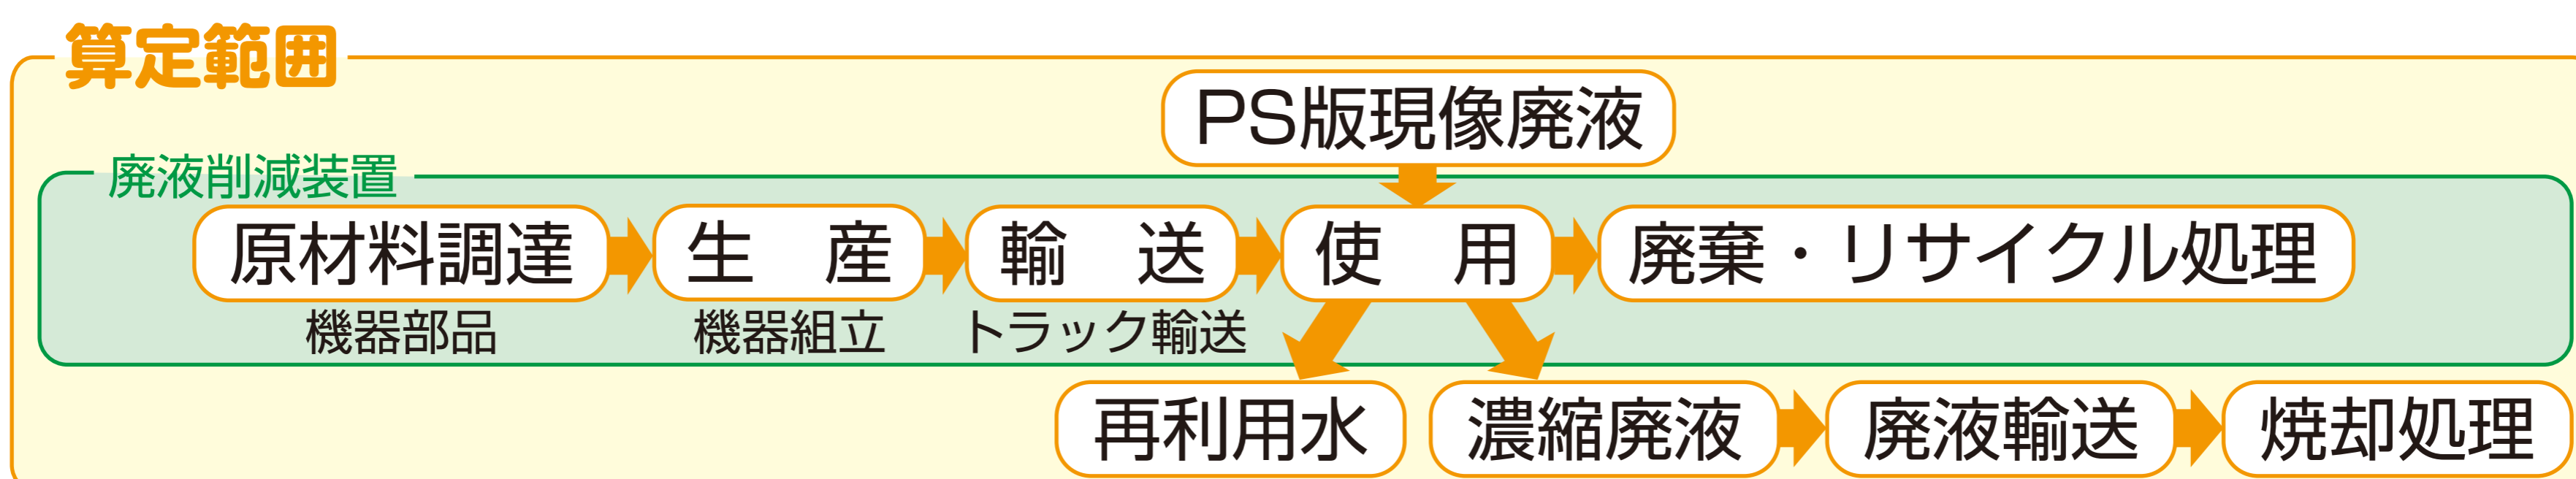 算定範囲
PS版現像廃液
廃液削減装置
原材料調達 生産 輸送 使用 廃棄・リサイクル処理
機器部品 機器組立 トラック輸送
再利用水 濃縮廃液 廃液輸送 焼却処理